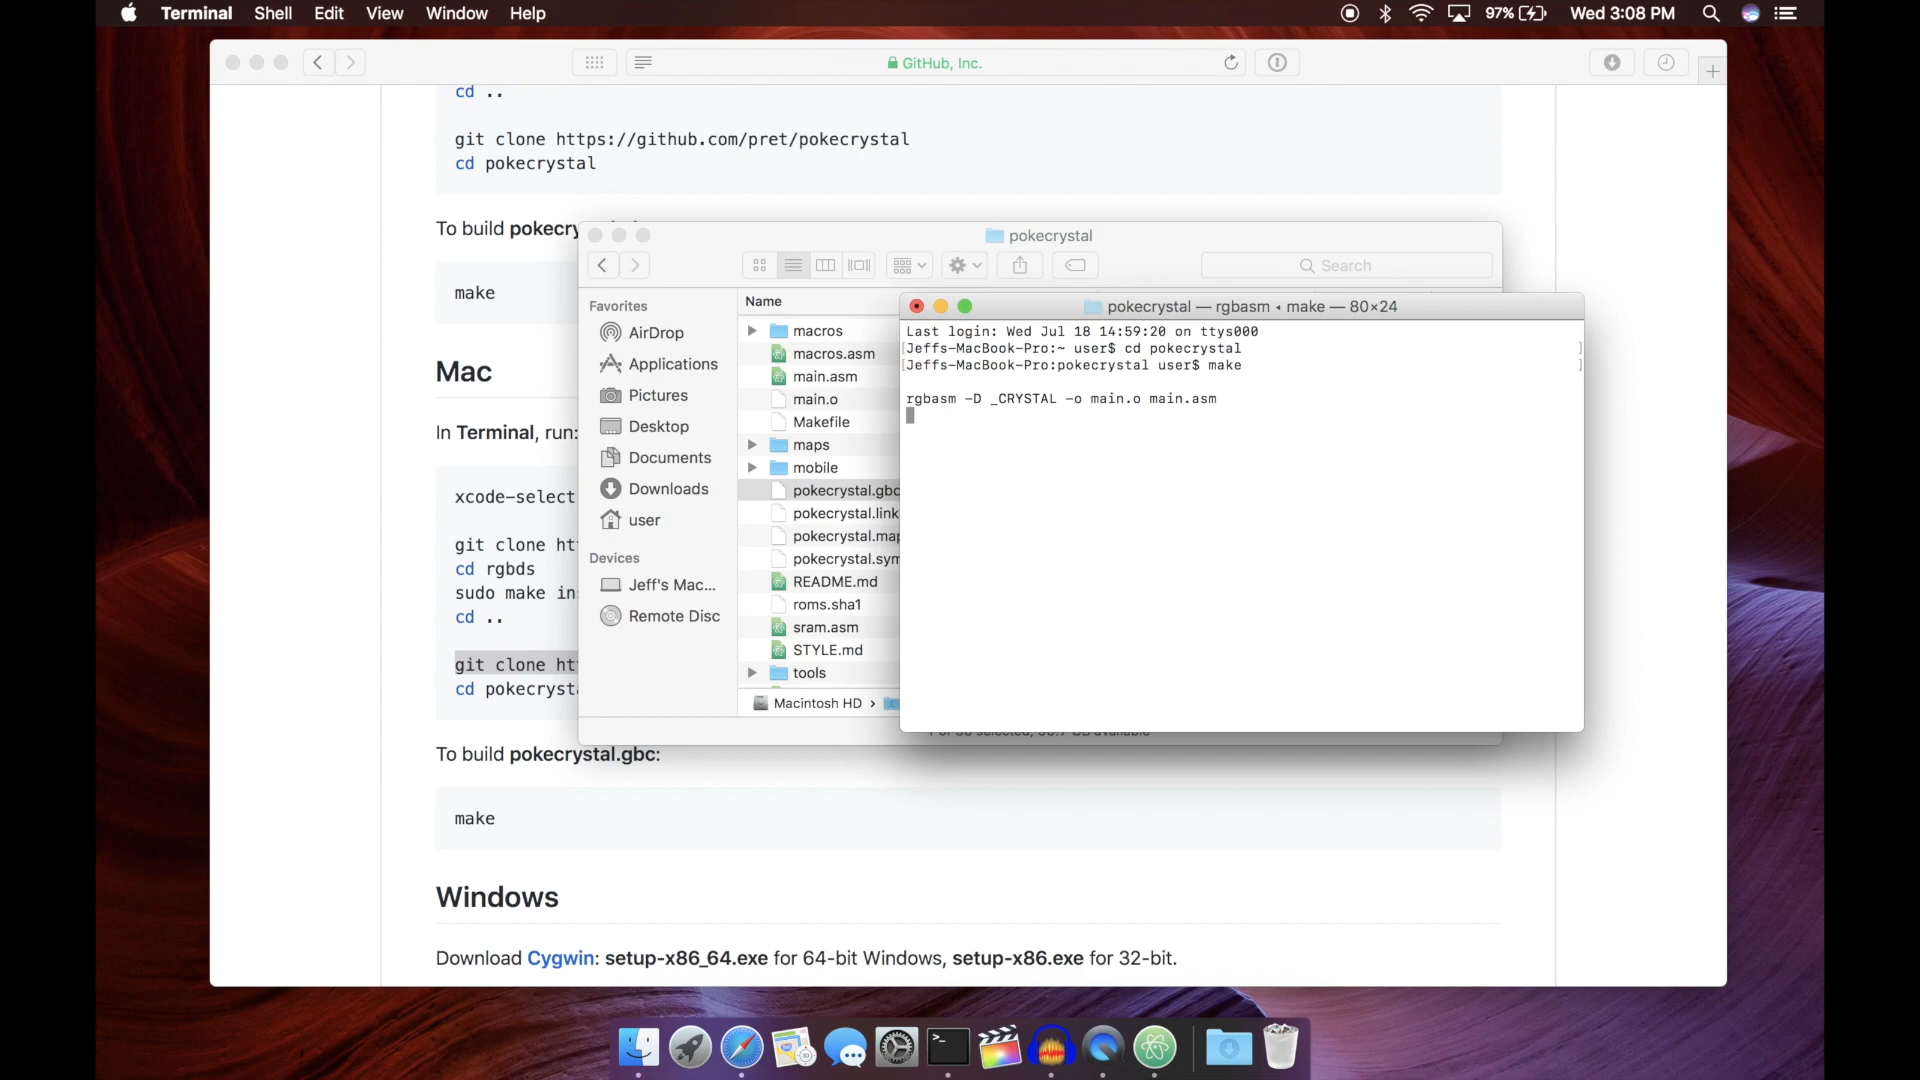 Terminal Shell Edit View Window Help 97% Wed 3:08 PM
GitHub, Inc.
cd ..
git clone https://github.com/pret/pokecrystal
cd pokecrystal
To build pokecry
make
Mac
In Terminal, run:
xcode-select
git clone ht
cd rgbds
sudo make in
cd ..
git clone ht
cd pokecryst
To build pokecrystal.gbc:
make
Windows
Download Cygwin: setup-x86_64.exe for 64-bit Windows, setup-x86.exe for 32-bit.
pokecrystal
Search
Favorites
AirDrop
Applications
Pictures
Desktop
Documents
Downloads
user
Devices
Jeff's Mac...
Remote Disc
Name
macros
macros.asm
main.asm
main.o
Makefile
maps
mobile
pokecrystal.gbc
pokecrystal.link
pokecrystal.map
pokecrystal.sym
README.md
roms.sha1
sram.asm
STYLE.md
tools
Macintosh HD ›
pokecrystal — rgbasm ◂ make — 80×24
Last login: Wed Jul 18 14:59:20 on ttys000
[Jeffs-MacBook-Pro:~ user$ cd pokecrystal ]
[Jeffs-MacBook-Pro:pokecrystal user$ make ]
rgbasm -D _CRYSTAL -o main.o main.asm